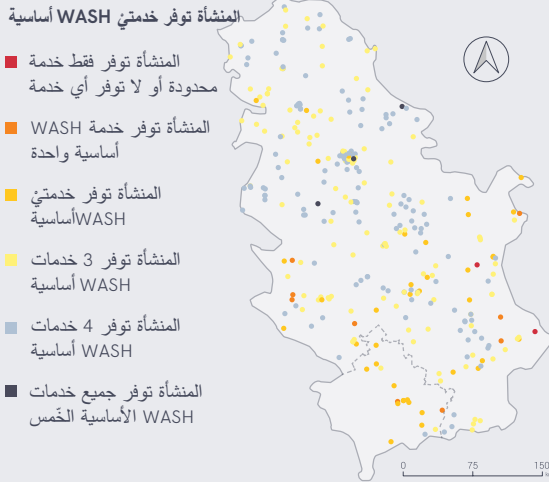 المنشأة توفر خدمتيْ WASH أساسية
المنشأة توفر فقط خدمة
محدودة أو لا توفر أي خدمة
المنشأة توفر خدمة WASH
أساسية واحدة
المنشأة توفر خدمتيْ
WASHأساسية
المنشأة توفر 3 خدمات
WASH أساسية
المنشأة توفر 4 خدمات
WASH أساسية
المنشأة توفر جميع خدمات
WASH الأساسية الخّمس
0 75 150